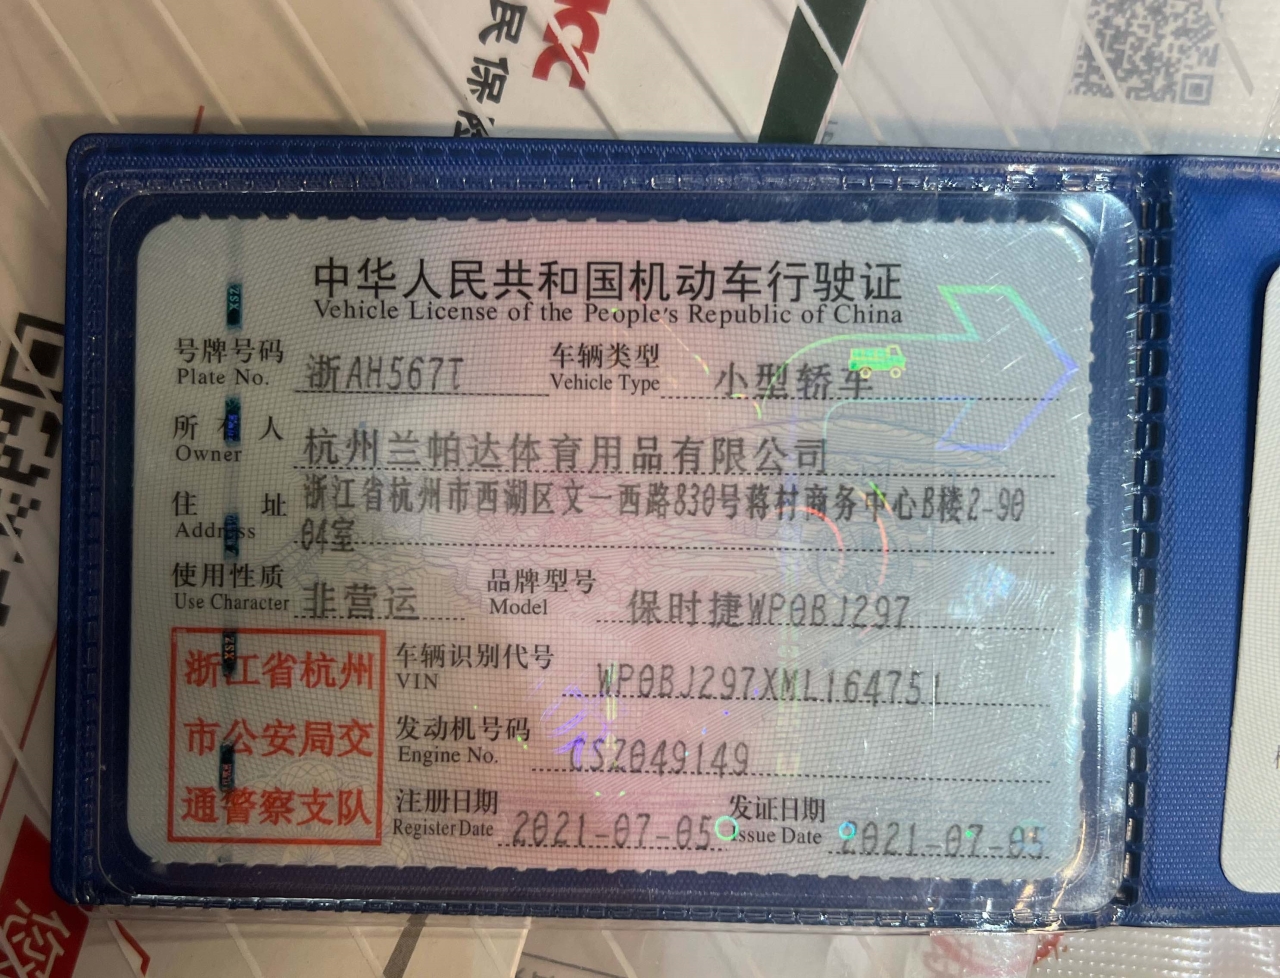 民保
中华人民共和国机动车行驶证
Vehicle License of the People's Republic of China
号牌号码 浙AH567T 车辆类型 小型轿车
Plate No. Vehicle Type
所有人 杭州兰帕达体育用品有限公司
Owner
住址 浙江省杭州市西湖区文一西路830号蒋村商务中心B楼2-90
Address 04室
使用性质 非营运 品牌型号 保时捷WP0BJ297
Use Character Model
浙江省杭州
市公安局交
通警察支队
车辆识别代号 WP0BJ297XML164751
VIN
发动机号码 CSZ049149
Engine No.
注册日期 2021-07-05 发证日期 2021-07-05
Register Date Issue Date
你